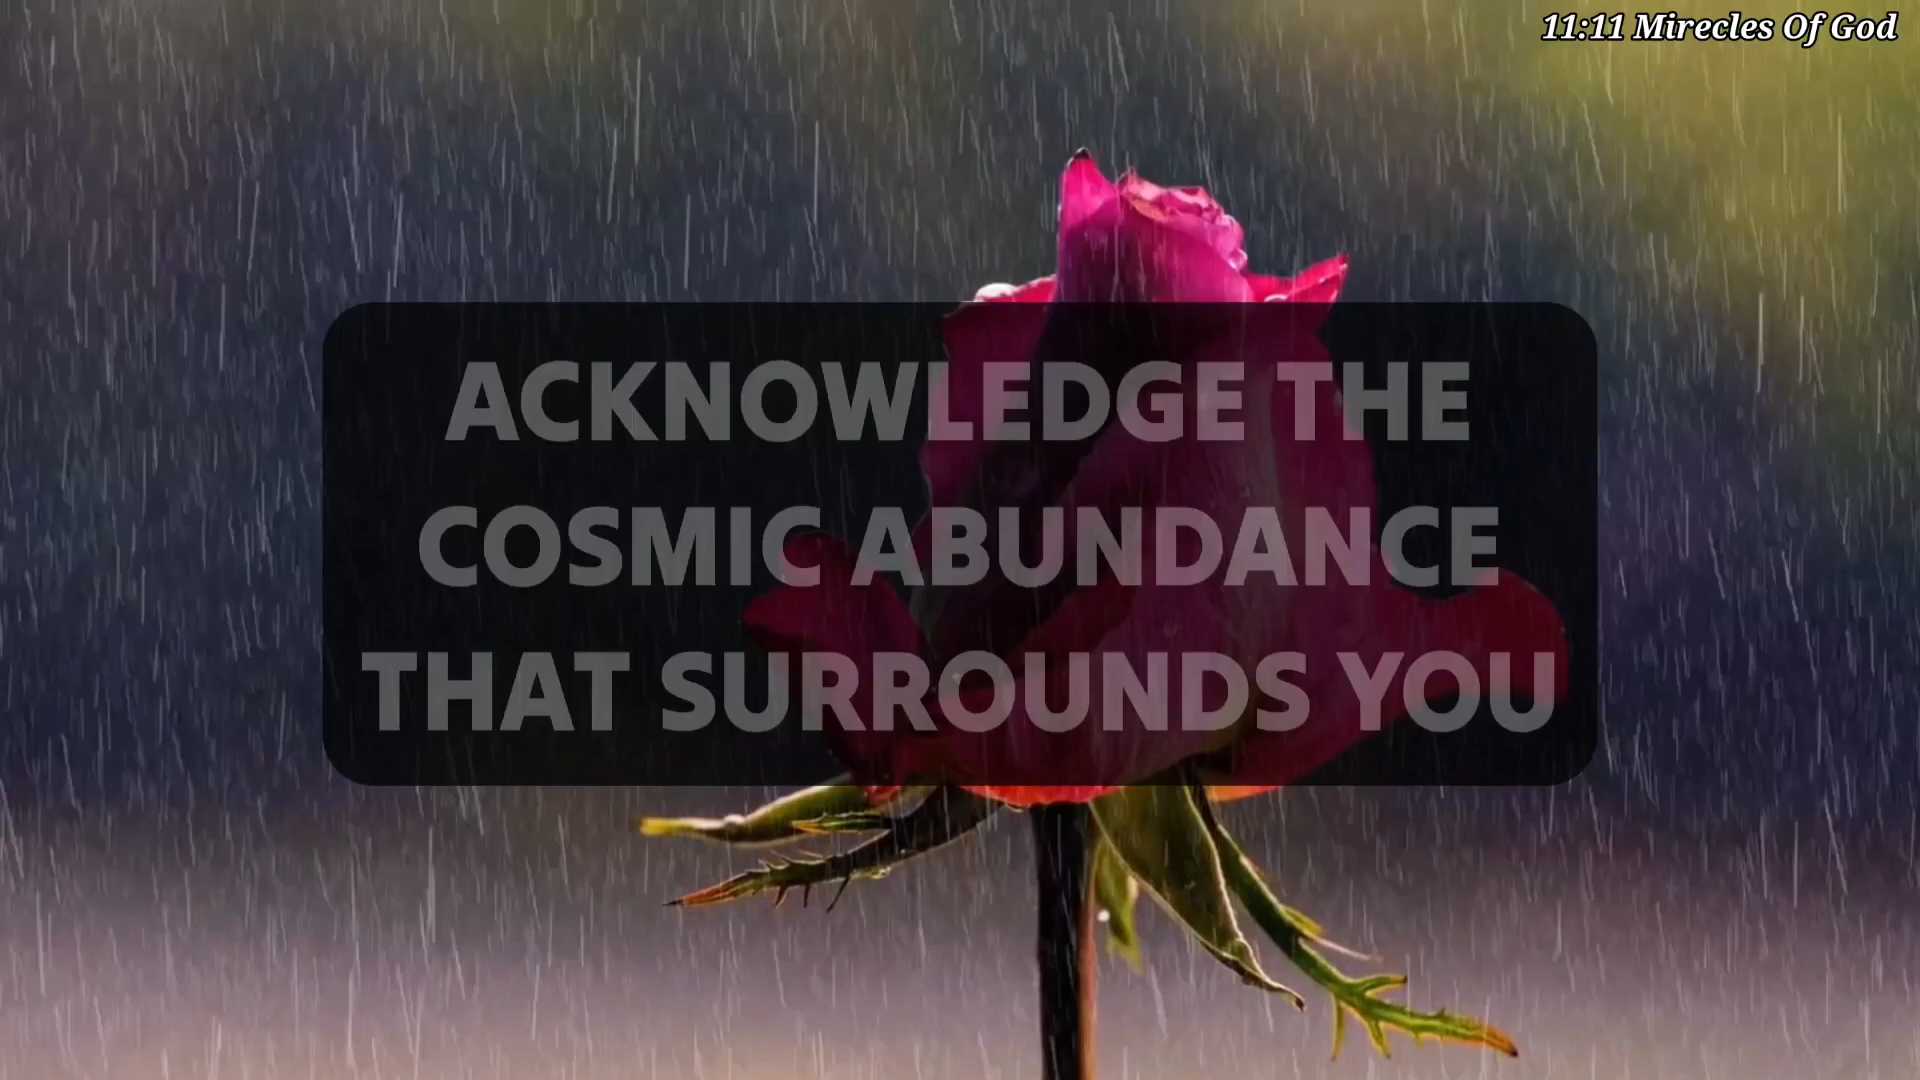 11:11 Mirecles Of God
ACKNOWLEDGE THE
COSMIC ABUNDANCE
THAT SURROUNDS YOU